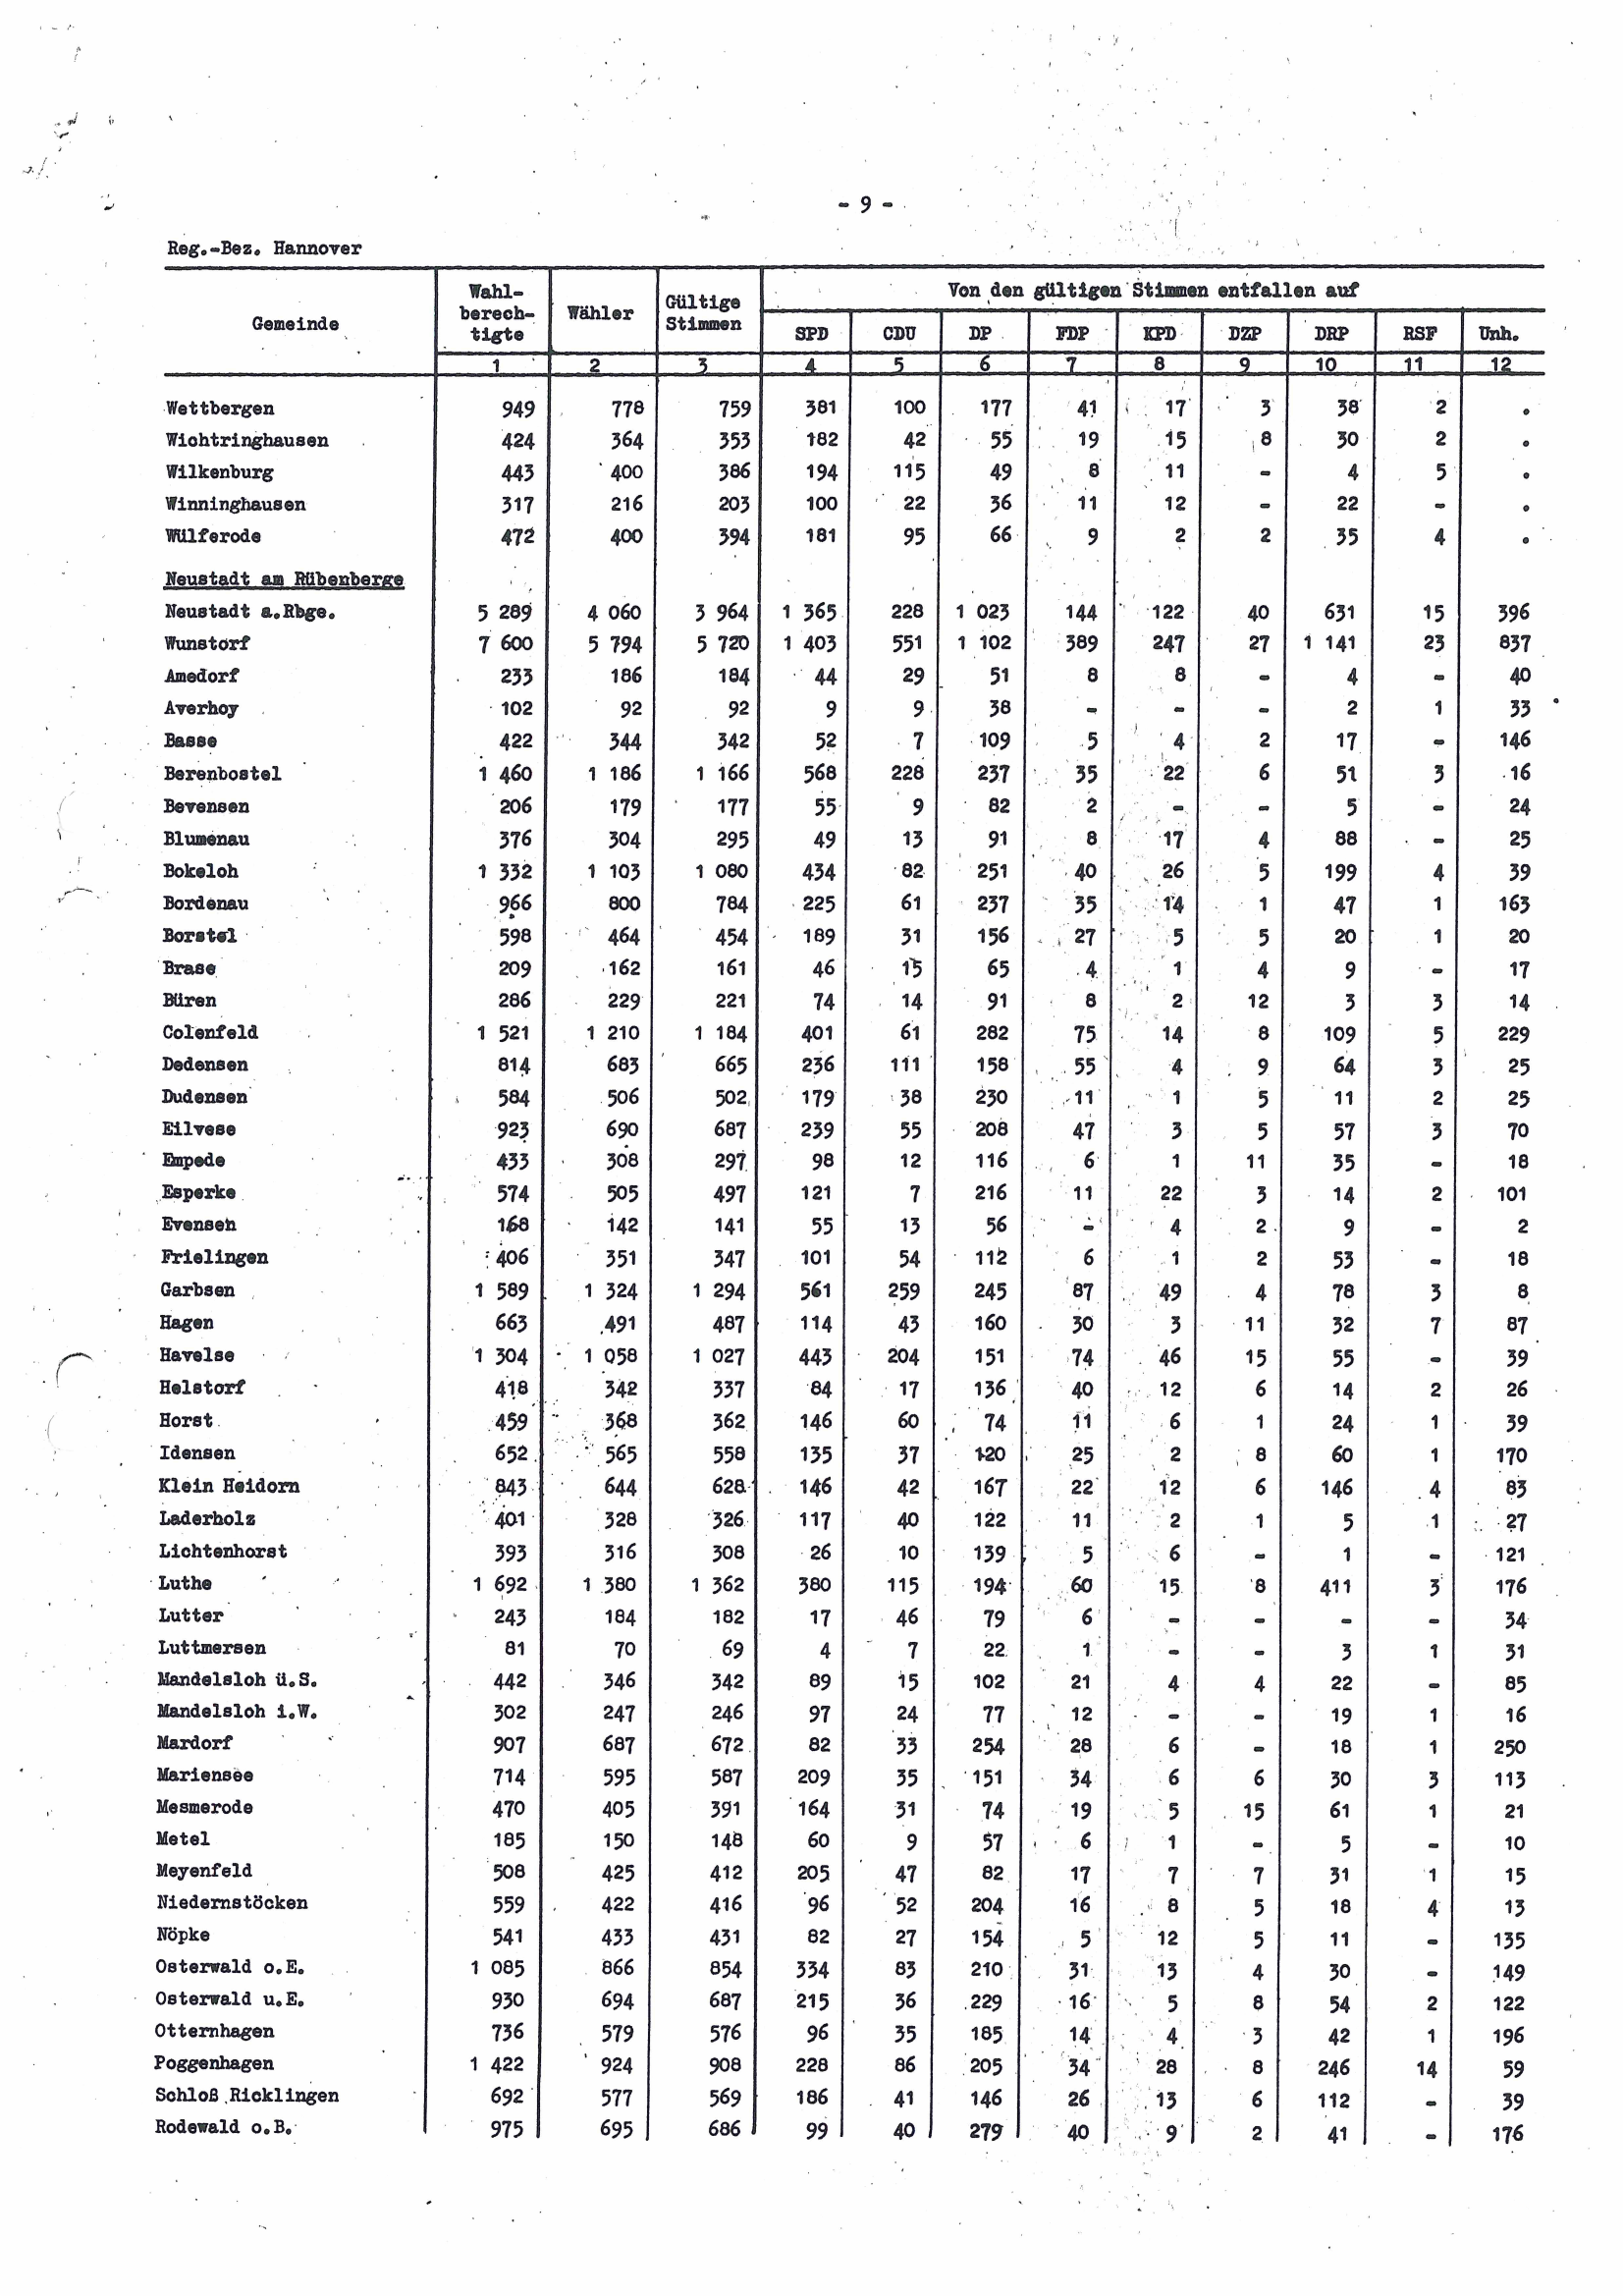 - 9 -
Reg.-Bez. Hannover
Gemeinde Wahl-berech-tigte Wähler Gültige Stimmen Von den gültigen Stimmen entfallen auf
SPD CDU DP FDP KPD DZP DRP RSF Unh.
1 2 3 4 5 6 7 8 9 10 11 12
Wettbergen 949 778 759 381 100 177 41 17 3 38 2 .
Wichtringhausen 424 364 353 182 42 55 19 15 8 30 2 .
Wilkenburg 443 400 386 194 115 49 8 11 - 4 5 .
Winninghausen 317 216 203 100 22 36 11 12 - 22 - .
Wülferode 472 400 394 181 95 66 9 2 2 35 4 .
Neustadt am Rübenberge
Neustadt a.Rbge. 5 289 4 060 3 964 1 365 228 1 023 144 122 40 631 15 396
Wunstorf 7 600 5 794 5 720 1 403 551 1 102 389 247 27 1 141 23 837
Amedorf 233 186 184 44 29 51 8 8 - 4 - 40
Averhoy 102 92 92 9 9 38 - - - 2 1 33
Basse 422 344 342 52 7 109 5 4 2 17 - 146
Berenbostel 1 460 1 186 1 166 568 228 237 35 22 6 51 3 16
Bevensen 206 179 177 55 9 82 2 - - 5 - 24
Blumenau 376 304 295 49 13 91 8 17 4 88 - 25
Bokeloh 1 332 1 103 1 080 434 82 251 40 26 5 199 4 39
Bordenau 966 800 784 225 61 237 35 14 1 47 1 163
Borstel 598 464 454 189 31 156 27 5 5 20 1 20
Brase 209 162 161 46 15 65 4 1 4 9 - 17
Büren 286 229 221 74 14 91 8 2 12 3 3 14
Colenfeld 1 521 1 210 1 184 401 61 282 75 14 8 109 5 229
Dedensen 814 683 665 236 111 158 55 4 9 64 3 25
Dudensen 584 506 502 179 38 230 11 1 5 11 2 25
Eilvese 923 690 687 239 55 208 47 3 5 57 3 70
Empede 433 308 297 98 12 116 6 1 11 35 - 18
Esperke 574 505 497 121 7 216 11 22 3 14 2 101
Evensen 168 142 141 55 13 56 - 4 2 9 - 2
Frielingen 406 351 347 101 54 112 6 1 2 53 - 18
Garbsen 1 589 1 324 1 294 561 259 245 87 49 4 78 3 8
Hagen 663 491 487 114 43 160 30 3 11 32 7 87
Havelse 1 304 1 058 1 027 443 204 151 74 46 15 55 - 39
Helstorf 418 342 337 84 17 136 40 12 6 14 2 26
Horst 459 368 362 146 60 74 11 6 1 24 1 39
Idensen 652 565 558 135 37 120 25 2 8 60 1 170
Klein Heidorn 843 644 628 146 42 167 22 12 6 146 4 83
Laderholz 401 328 326 117 40 122 11 2 1 5 1 27
Lichtenhorst 393 316 308 26 10 139 5 6 - 1 - 121
Luthe 1 692 1 380 1 362 380 115 194 60 15 8 411 3 176
Lutter 243 184 182 17 46 79 6 - - - - 34
Luttmersen 81 70 69 4 7 22 1 - - 3 1 31
Mandelsloh ü.S. 442 346 342 89 15 102 21 4 4 22 - 85
Mandelsloh i.W. 302 247 246 97 24 77 12 - - 19 1 16
Mardorf 907 687 672 82 33 254 28 6 - 18 1 250
Mariensee 714 595 587 209 35 151 34 6 6 30 3 113
Mesmerode 470 405 391 164 31 74 19 5 15 61 1 21
Metel 185 150 148 60 9 57 6 1 - 5 - 10
Meyenfeld 508 425 412 205 47 82 17 7 7 31 1 15
Niedernstöcken 559 422 416 96 52 204 16 8 5 18 4 13
Nöpke 541 433 431 82 27 154 5 12 5 11 - 135
Osterwald o.E. 1 085 866 854 334 83 210 31 13 4 30 - 149
Osterwald u.E. 930 694 687 215 36 229 16 5 8 54 2 122
Otternhagen 736 579 576 96 35 185 14 4 3 42 1 196
Poggenhagen 1 422 924 908 228 86 205 34 28 8 246 14 59
Schloß Ricklingen 692 577 569 186 41 146 26 13 6 112 - 39
Rodewald o.B. 975 695 686 99 40 279 40 9 2 41 - 176